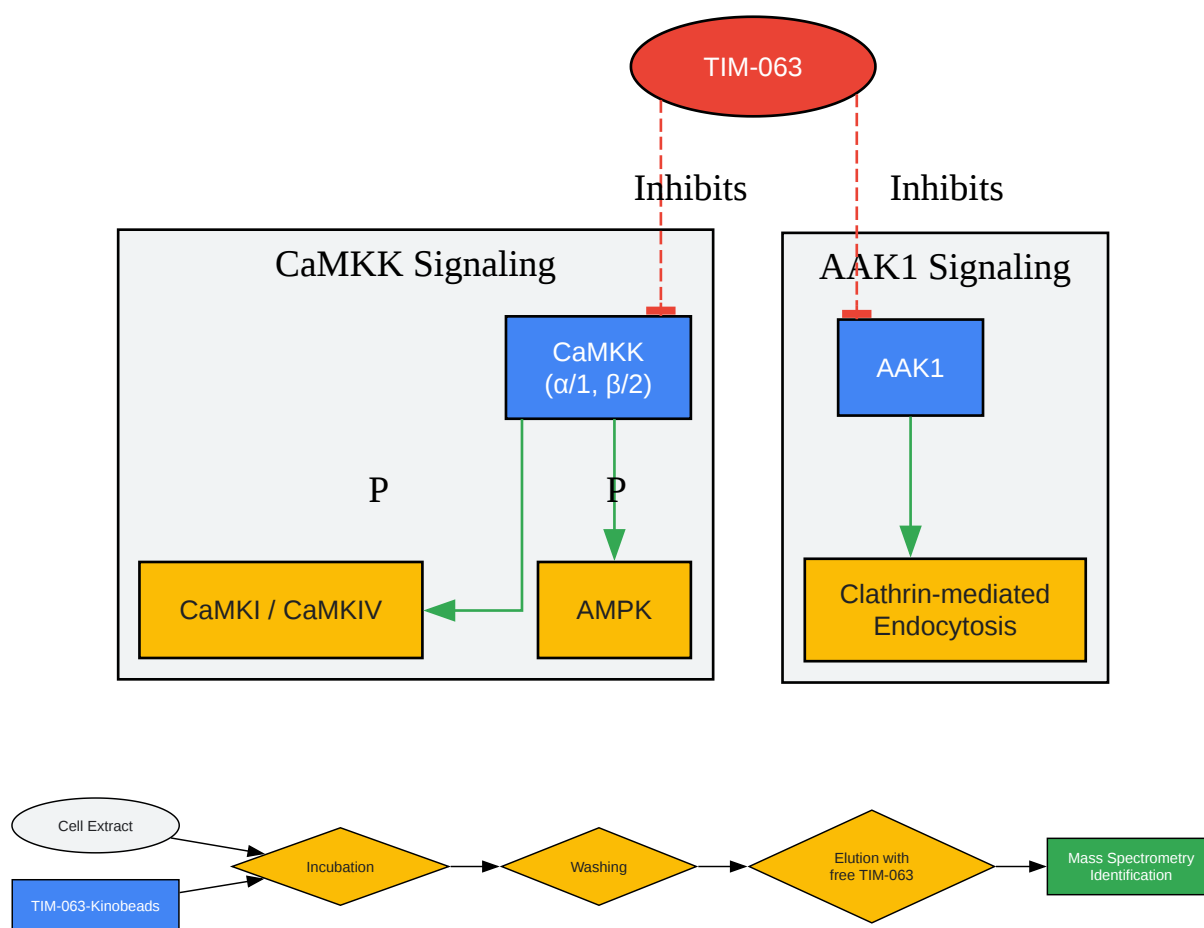 TIM-063
Inhibits
Inhibits
CaMKK Signaling
AAK1 Signaling
CaMKK
(α/1, β/2)
AAK1
P
P
CaMKI / CaMKIV
AMPK
Clathrin-mediated
Endocytosis
Cell Extract
TIM-063-Kinobeads
Incubation
Washing
Elution with
free TIM-063
Mass Spectrometry
Identification